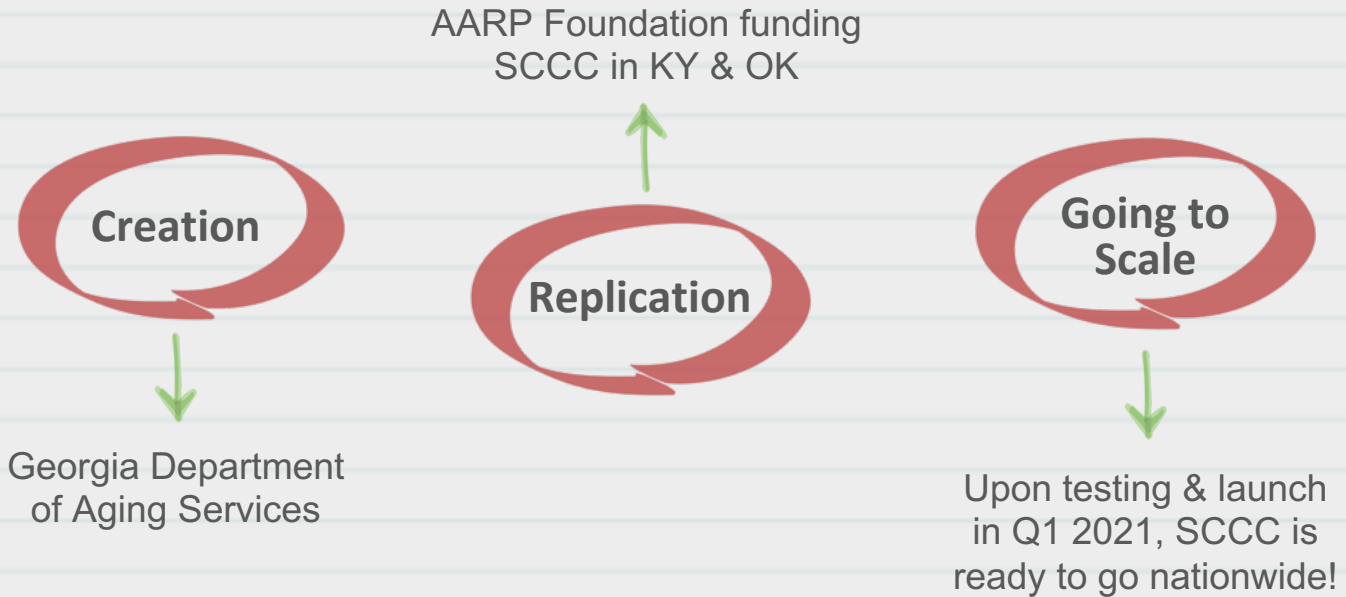 AARP Foundation funding
SCCC in KY & OK
Creation
Replication
Going to
Scale
Georgia Department
of Aging Services
Upon testing & launch
in Q1 2021, SCCC is
ready to go nationwide!